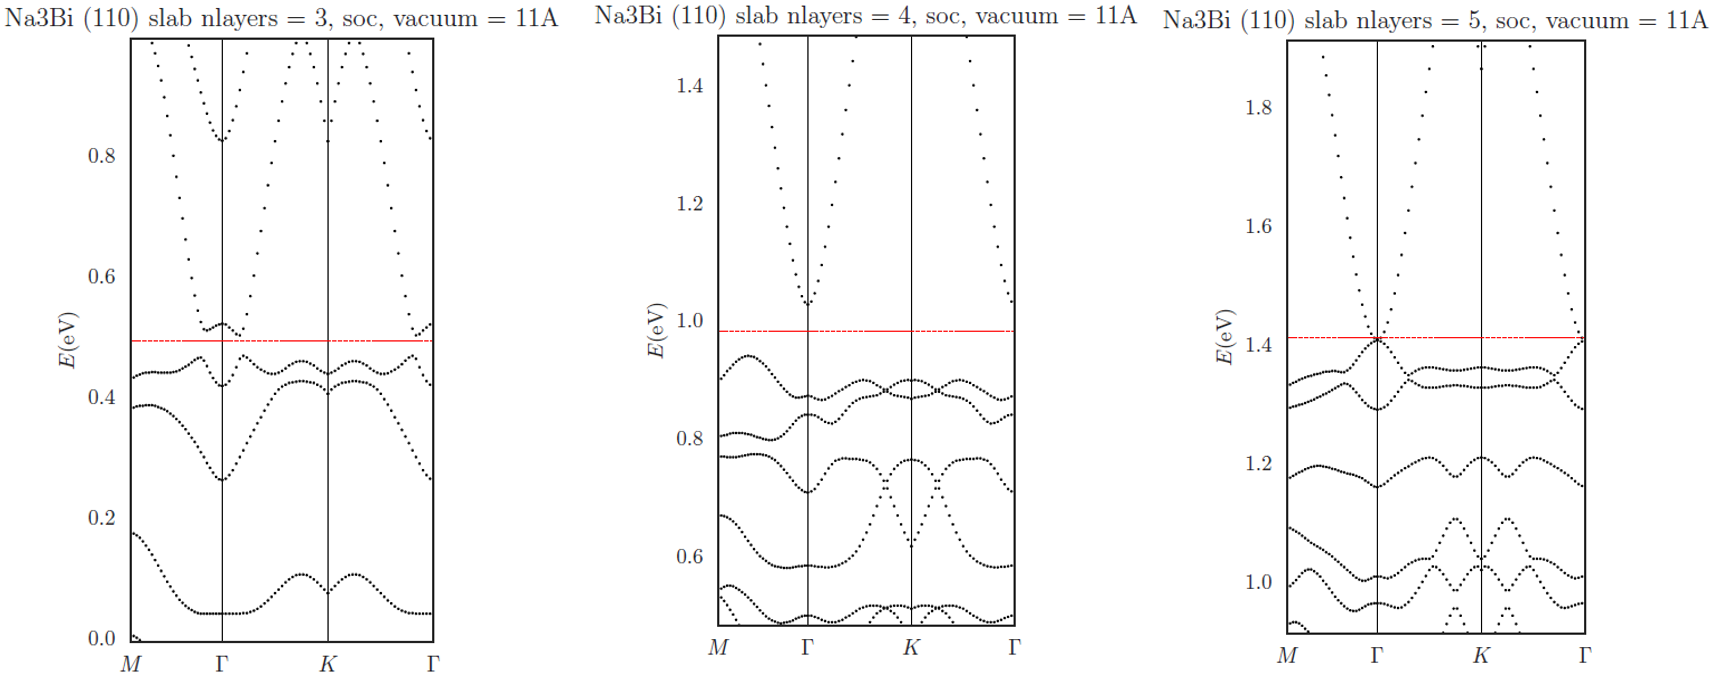 Na3Bi (110) slab nlayers = 3, soc, vacuum = 11A
E(eV)
0.8
0.6
0.4
0.2
0.0
M Γ K Γ
Na3Bi (110) slab nlayers = 4, soc, vacuum = 11A
E(eV)
1.4
1.2
1.0
0.8
0.6
M Γ K Γ
Na3Bi (110) slab nlayers = 5, soc, vacuum = 11A
E(eV)
1.8
1.6
1.4
1.2
1.0
M Γ K Γ